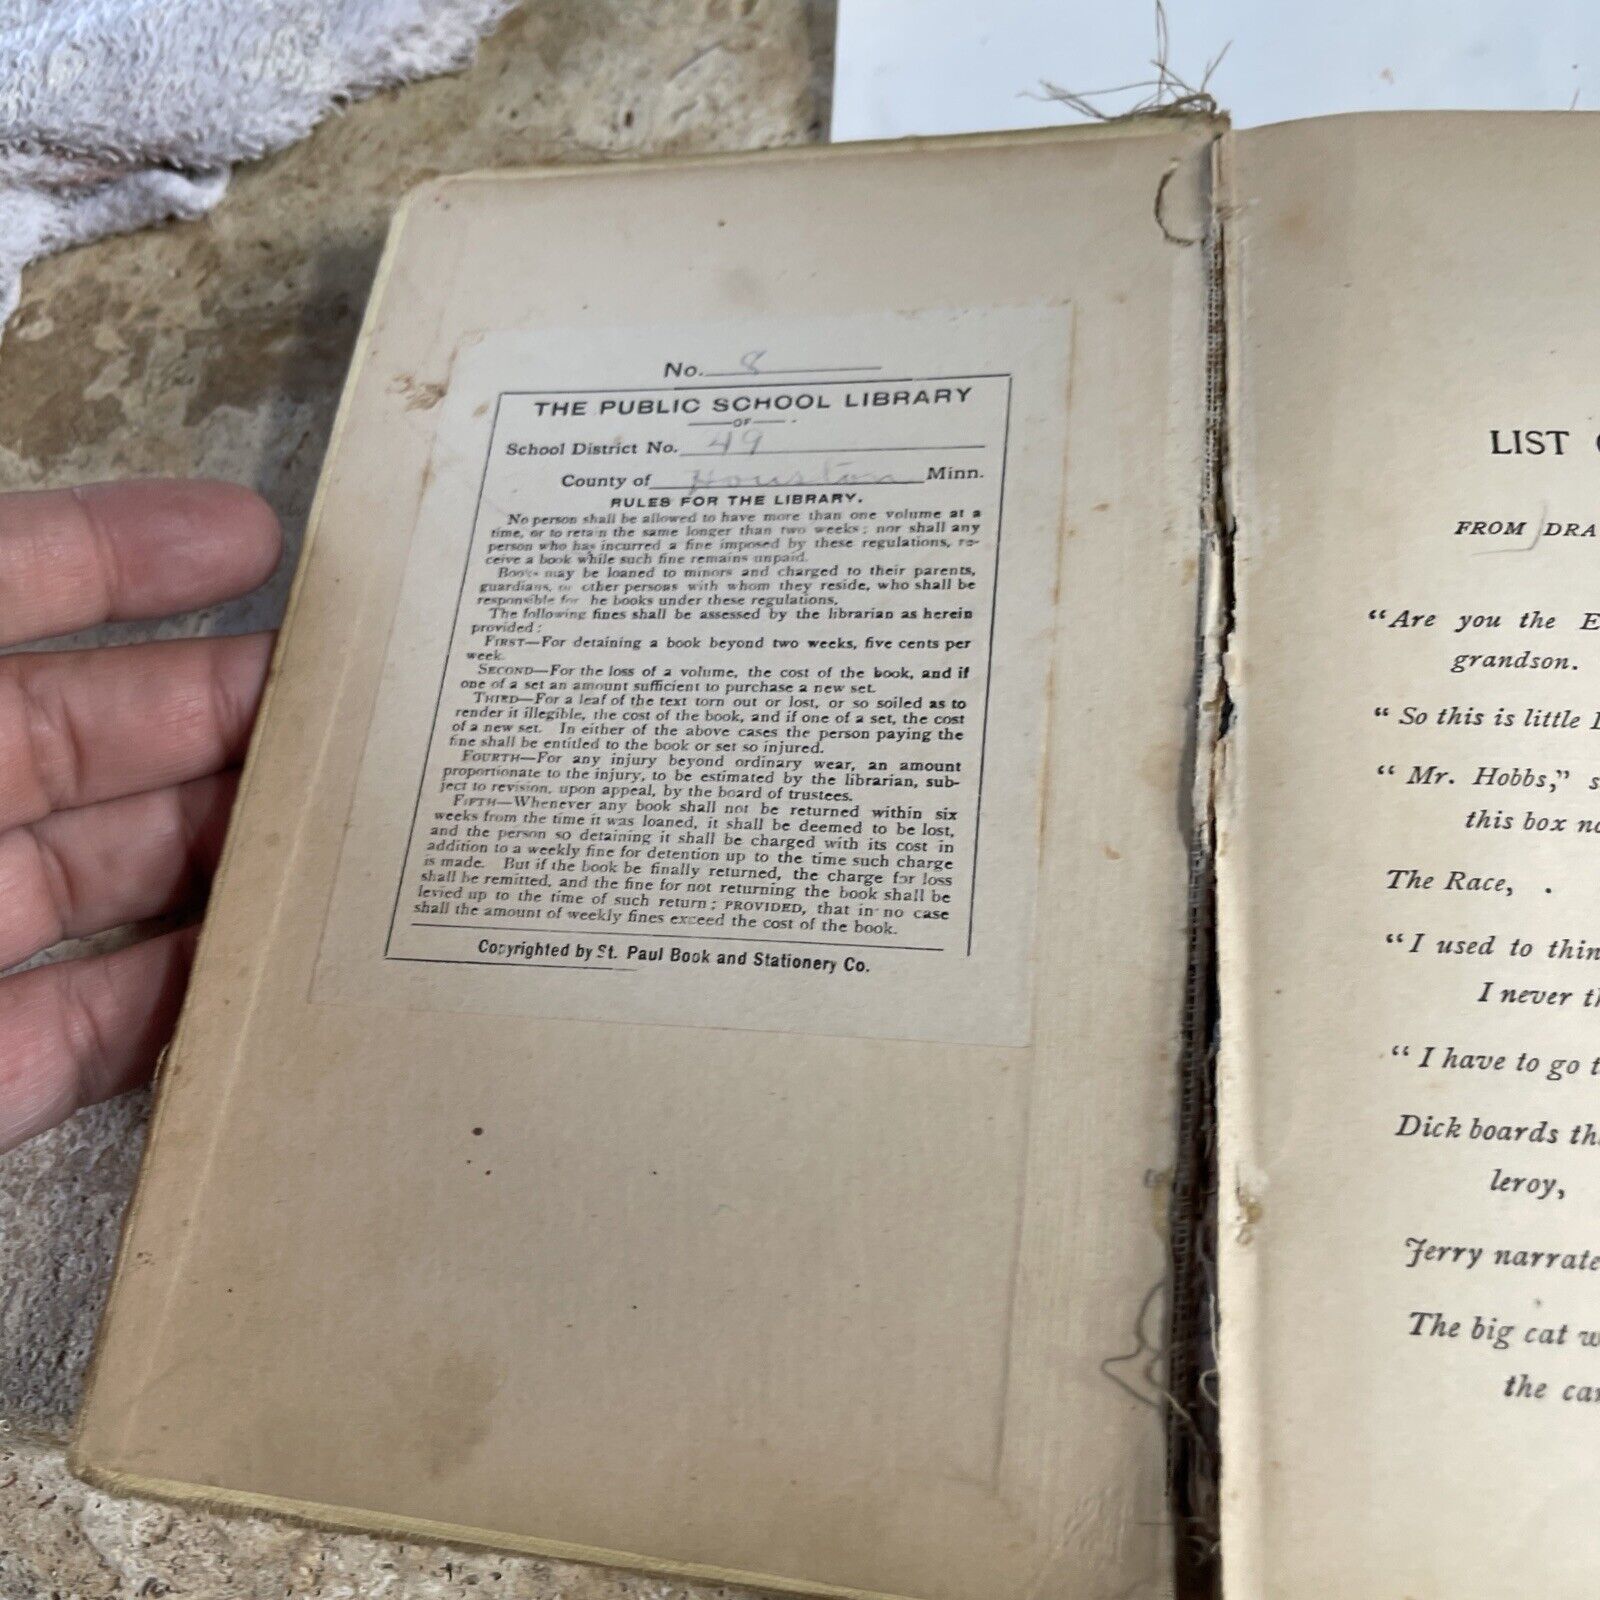 No. 8
THE PUBLIC SCHOOL LIBRARY
OF
School District No. 49
County of Houston Minn.
RULES FOR THE LIBRARY.
No person shall be allowed to have more than one volume at a
time, or to retain the same longer than two weeks; nor shall any
person who has incurred a fine imposed by these regulations, re-
ceive a book while such fine remains unpaid.
Books may be loaned to minors and charged to their parents,
guardians, or other persons with whom they reside, who shall be
responsible for he books under these regulations.
The following fines shall be assessed by the librarian as herein
provided:
FIRST—For detaining a book beyond two weeks, five cents per
week.
SECOND—For the loss of a volume, the cost of the book, and if
one of a set an amount sufficient to purchase a new set.
THIRD—For a leaf of the text torn out or lost, or so soiled as to
render it illegible, the cost of the book, and if one of a set, the cost
of a new set. In either of the above cases the person paying the
fine shall be entitled to the book or set so injured.
FOURTH—For any injury beyond ordinary wear, an amount
proportionate to the injury, to be estimated by the librarian, sub-
ject to revision, upon appeal, by the board of trustees.
FIFTH—Whenever any book shall not be returned within six
weeks from the time it was loaned, it shall be deemed to be lost,
and the person so detaining it shall be charged with its cost in
addition to a weekly fine for detention up to the time such charge
is made. But if the book be finally returned, the charge for loss
shall be remitted, and the fine for not returning the book shall be
levied up to the time of such return; PROVIDED, that in no case
shall the amount of weekly fines exceed the cost of the book.
Copyrighted by St. Paul Book and Stationery Co.
LIST
FROM DRA
"Are you the E
grandson.
"So this is little
"Mr. Hobbs," s
this box no
The Race, .
"I used to thin
I never th
"I have to go t
Dick boards th
leroy,
Jerry narrate
The big cat w
the car